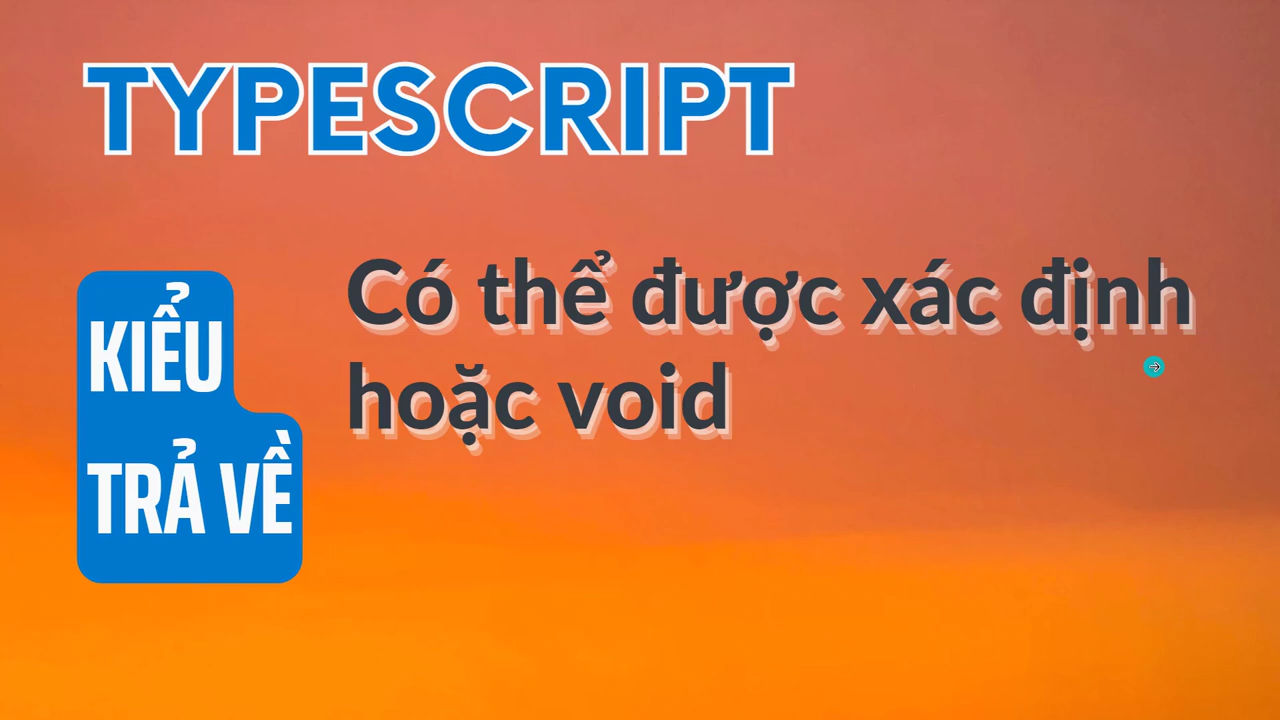 TYPESCRIPT
KIỂU
TRẢ VỀ
Có thể được xác định
hoặc void